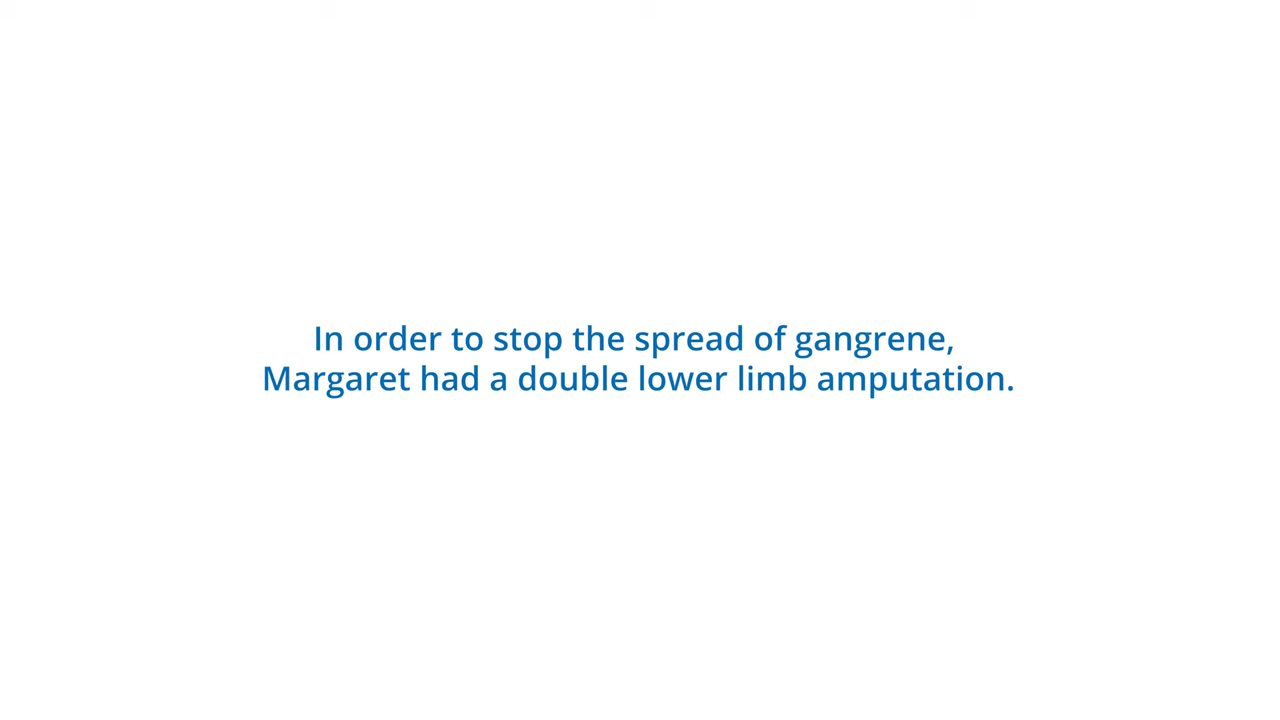 In order to stop the spread of gangrene,
Margaret had a double lower limb amputation.